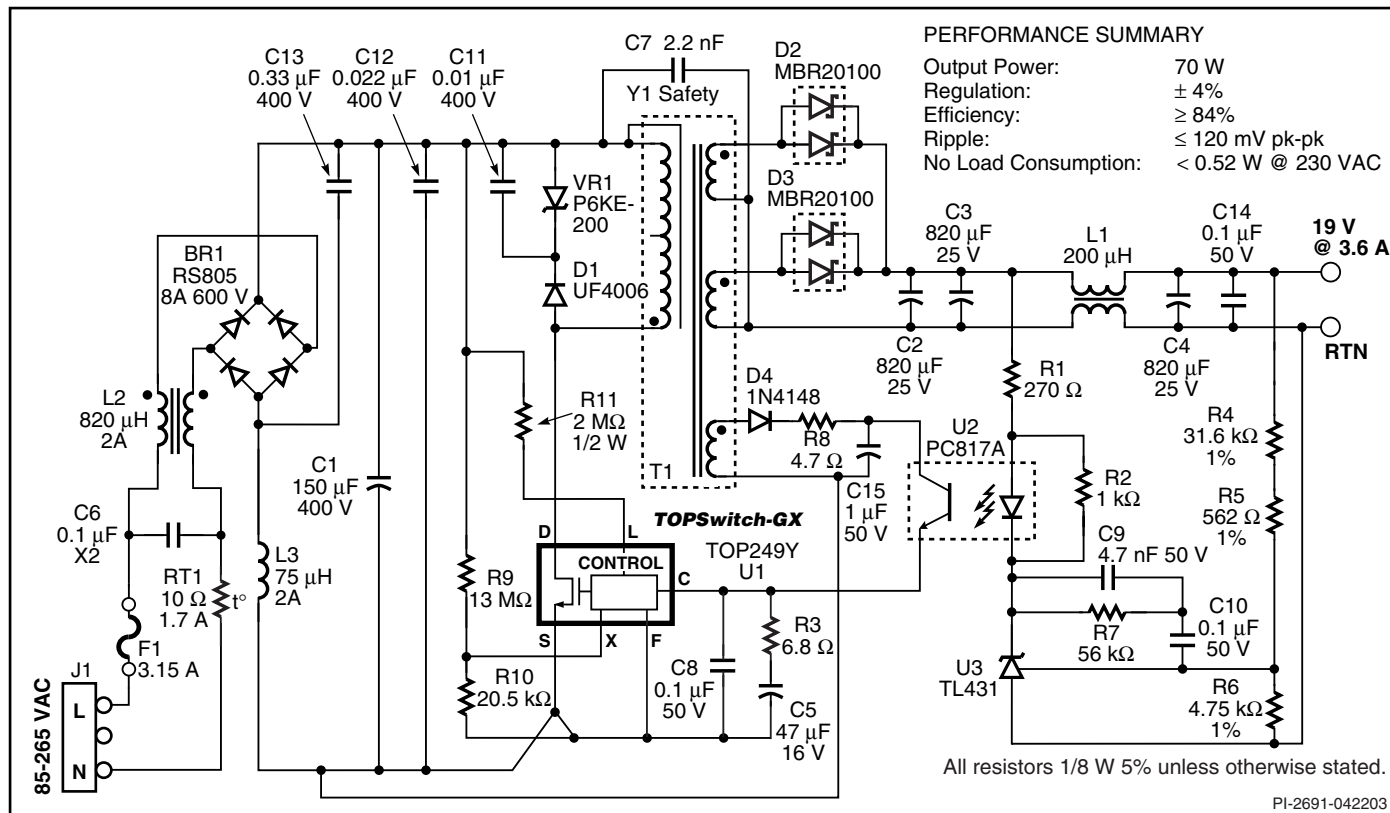 C13
0.33 µF
400 V
C12
0.022 µF
400 V
C11
0.01 µF
400 V
C7 2.2 nF
Y1 Safety
D2
MBR20100
PERFORMANCE SUMMARY
Output Power: 70 W
Regulation: ± 4%
Efficiency: ≥ 84%
Ripple: ≤ 120 mV pk-pk
No Load Consumption: < 0.52 W @ 230 VAC
VR1
P6KE-
200
D3
MBR20100
BR1
RS805
8A 600 V
D1
UF4006
C3
820 µF
25 V
L1
200 µH
C14
0.1 µF
50 V
19 V
@ 3.6 A
RTN
C2
820 µF
25 V
C4
820 µF
25 V
R1
270 Ω
L2
820 µH
2A
R11
2 MΩ
1/2 W
D4
1N4148
R8
4.7 Ω
U2
PC817A
R4
31.6 kΩ
1%
T1
C1
150 µF
400 V
C15
1 µF
50 V
R2
1 kΩ
R5
562 Ω
1%
C6
0.1 µF
X2
TOPSwitch-GX
TOP249Y
U1
D
L
CONTROL
C
S
X
F
C9
4.7 nF 50 V
L3
75 µH
2A
RT1
10 Ω
1.7 A
t°
R9
13 MΩ
R3
6.8 Ω
R7
56 kΩ
C10
0.1 µF
50 V
F1
3.15 A
J1
L
N
85-265 VAC
R10
20.5 kΩ
C8
0.1 µF
50 V
C5
47 µF
16 V
U3
TL431
R6
4.75 kΩ
1%
All resistors 1/8 W 5% unless otherwise stated.
PI-2691-042203